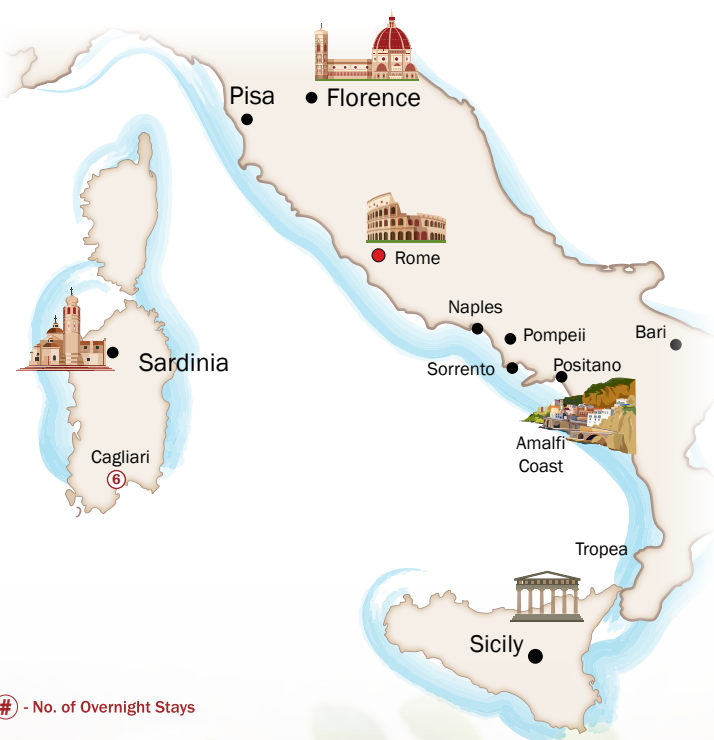 Pisa
Florence
Rome
Naples
Pompeii
Bari
Sorrento
Positano
Sardinia
Amalfi
Coast
Cagliari
6
Tropea
Sicily
# - No. of Overnight Stays